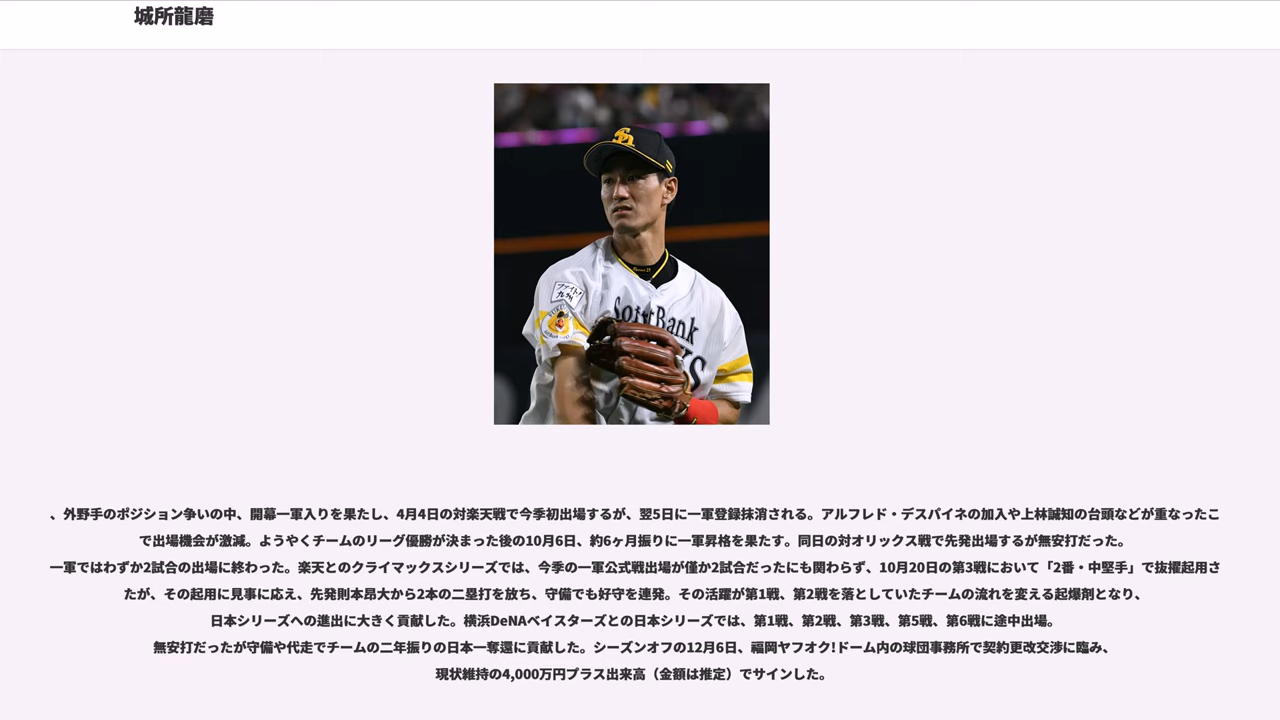 城所龍磨
ファイト!
九州
SoftBank
、外野手のポジション争いの中、開幕一軍入りを果たし、4月4日の対楽天戦で今季初出場するが、翌5日に一軍登録抹消される。アルフレド・デスパイネの加入や上林誠知の台頭などが重なったこ
で出場機会が激減。ようやくチームのリーグ優勝が決まった後の10月6日、約6ヶ月振りに一軍昇格を果たす。同日の対オリックス戦で先発出場するが無安打だった。
一軍ではわずか2試合の出場に終わった。楽天とのクライマックスシリーズでは、今季の一軍公式戦出場が僅か2試合だったにも関わらず、10月20日の第3戦において「2番・中堅手」で抜擢起用さ
たが、その起用に見事に応え、先発則本昂大から2本の二塁打を放ち、守備でも好守を連発。その活躍が第1戦、第2戦を落としていたチームの流れを変える起爆剤となり、
日本シリーズへの進出に大きく貢献した。横浜DeNAベイスターズとの日本シリーズでは、第1戦、第2戦、第3戦、第5戦、第6戦に途中出場。
無安打だったが守備や代走でチームの二年振りの日本一奪還に貢献した。シーズンオフの12月6日、福岡ヤフオク!ドーム内の球団事務所で契約更改交渉に臨み、
現状維持の4,000万円プラス出来高（金額は推定）でサインした。